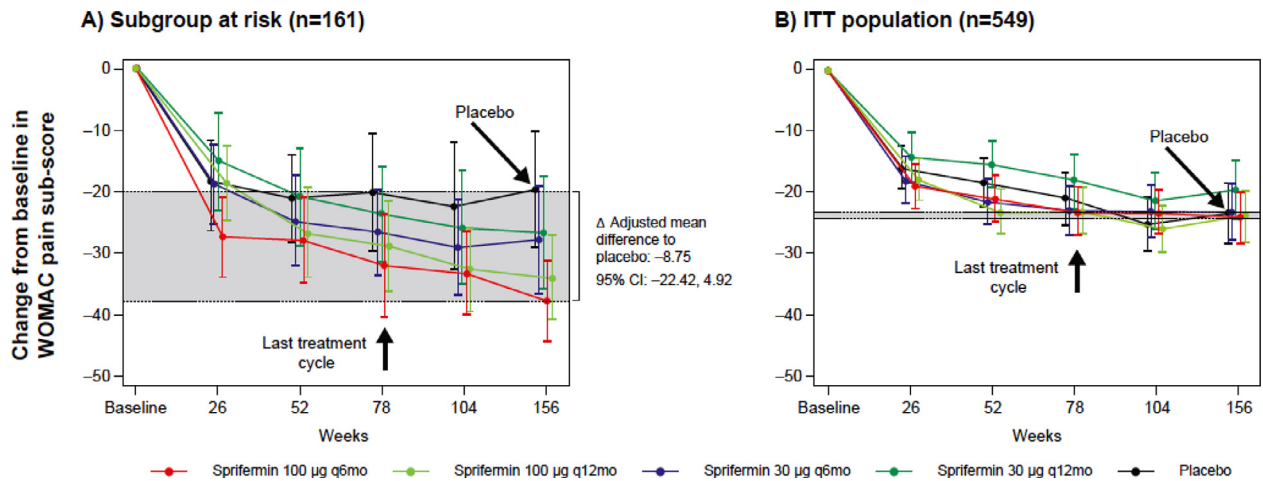 A) Subgroup at risk (n=161)
B) ITT population (n=549)
Change from baseline in
WOMAC pain sub-score
0
–10
–20
–30
–40
–50
Placebo
Last treatment
cycle
Δ Adjusted mean
difference to
placebo: –8.75
95% CI: –22.42, 4.92
Baseline
26
52
78
104
156
Weeks
0
–10
–20
–30
–40
–50
Placebo
Last treatment
cycle
Baseline
26
52
78
104
156
Weeks
Sprifermin 100 µg q6mo
Sprifermin 100 µg q12mo
Sprifermin 30 µg q6mo
Sprifermin 30 µg q12mo
Placebo